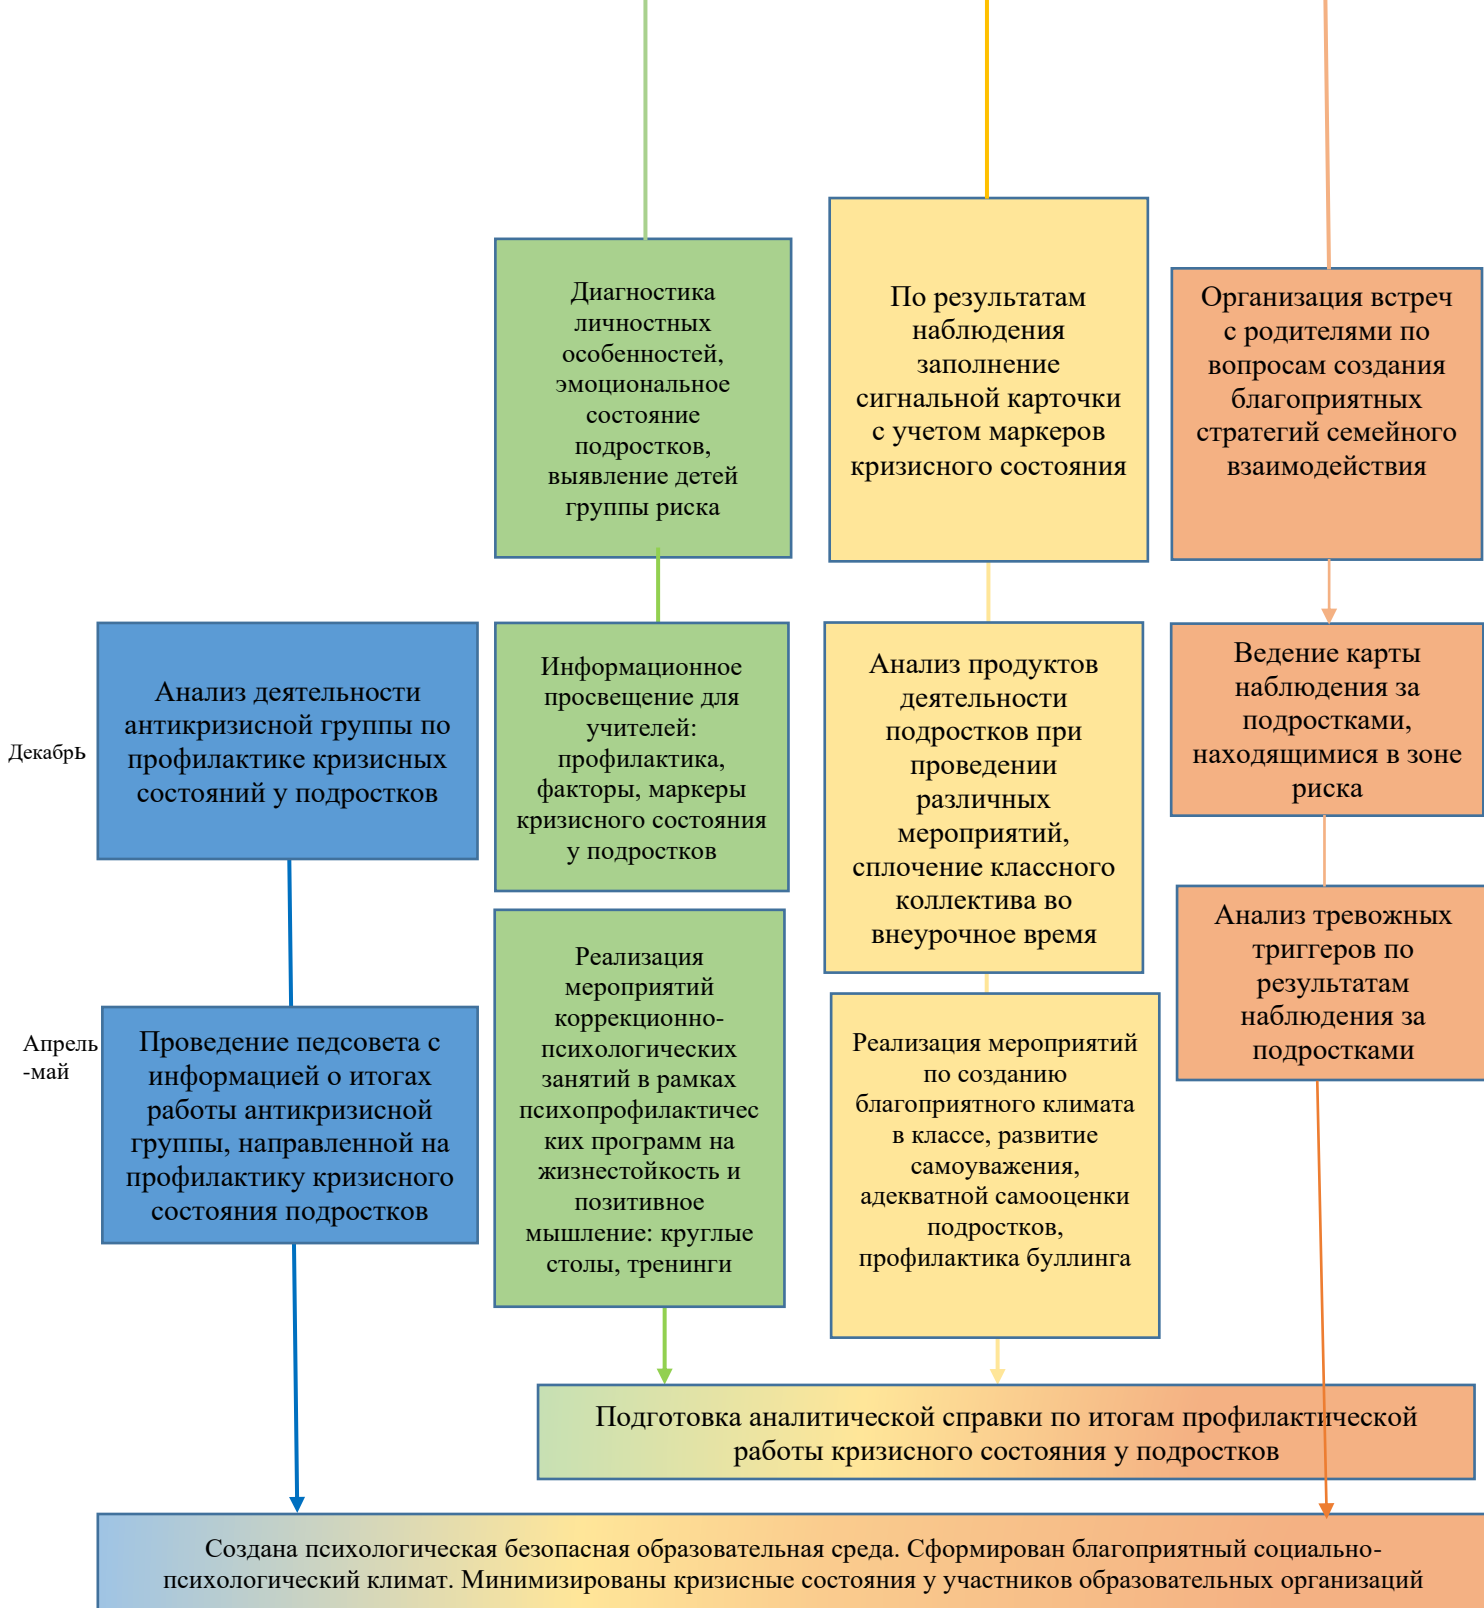 Диагностика
личностных
особенностей,
эмоциональное
состояние
подростков,
выявление детей
группы риска
По результатам
наблюдения
заполнение
сигнальной карточки
с учетом маркеров
кризисного состояния
Организация встреч
с родителями по
вопросам создания
благоприятных
стратегий семейного
взаимодействия
Декабрь
Анализ деятельности
антикризисной группы по
профилактике кризисных
состояний у подростков
Информационное
просвещение для
учителей:
профилактика,
факторы, маркеры
кризисного состояния
у подростков
Анализ продуктов
деятельности
подростков при
проведении
различных
мероприятий,
сплочение классного
коллектива во
внеурочное время
Ведение карты
наблюдения за
подростками,
находящимися в зоне
риска
Апрель
-май
Проведение педсовета с
информацией о итогах
работы антикризисной
группы, направленной на
профилактику кризисного
состояния подростков
Реализация
мероприятий
коррекционно-
психологических
занятий в рамках
психопрофилактичес
ких программ на
жизнестойкость и
позитивное
мышление: круглые
столы, тренинги
Реализация мероприятий
по созданию
благоприятного климата
в классе, развитие
самоуважения,
адекватной самооценки
подростков,
профилактика буллинга
Анализ тревожных
триггеров по
результатам
наблюдения за
подростками
Подготовка аналитической справки по итогам профилактической
работы кризисного состояния у подростков
Создана психологическая безопасная образовательная среда. Сформирован благоприятный социально-
психологический климат. Минимизированы кризисные состояния у участников образовательных организаций